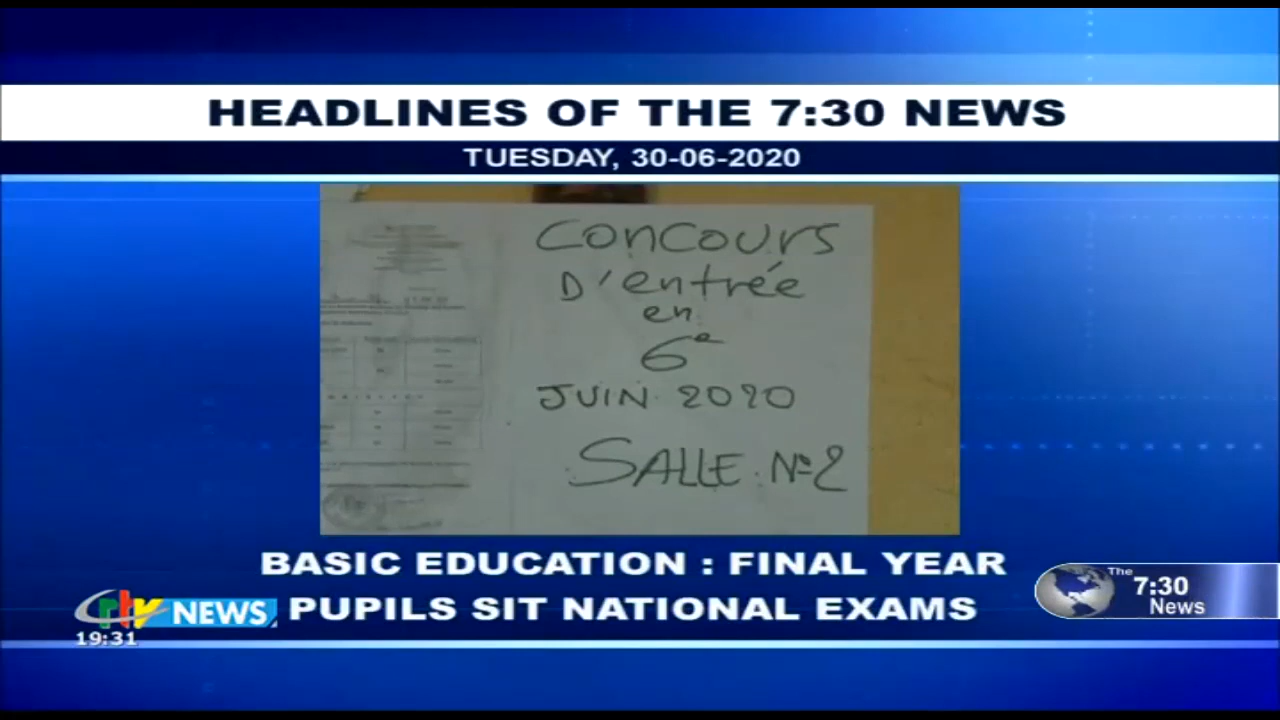 HEADLINES OF THE 7:30 NEWS
TUESDAY, 30-06-2020
CONCOURS
D'entrée
en
6e
JUIN 2020
SALLE N°2
BASIC EDUCATION : FINAL YEAR
PUPILS SIT NATIONAL EXAMS
crtv NEWS
19:31
The
7:30
News